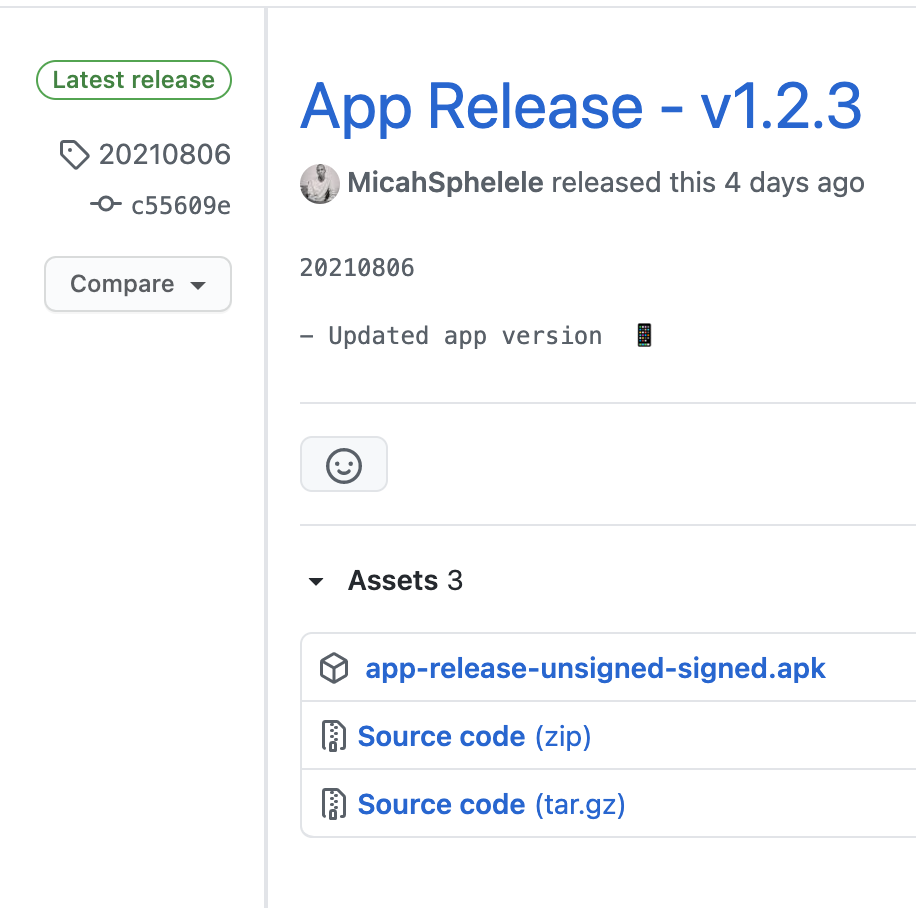 Latest release
20210806
c55609e
Compare
App Release - v1.2.3
MicahSphelele released this 4 days ago
20210806
- Updated app version 📱
Assets 3
app-release-unsigned-signed.apk
Source code (zip)
Source code (tar.gz)